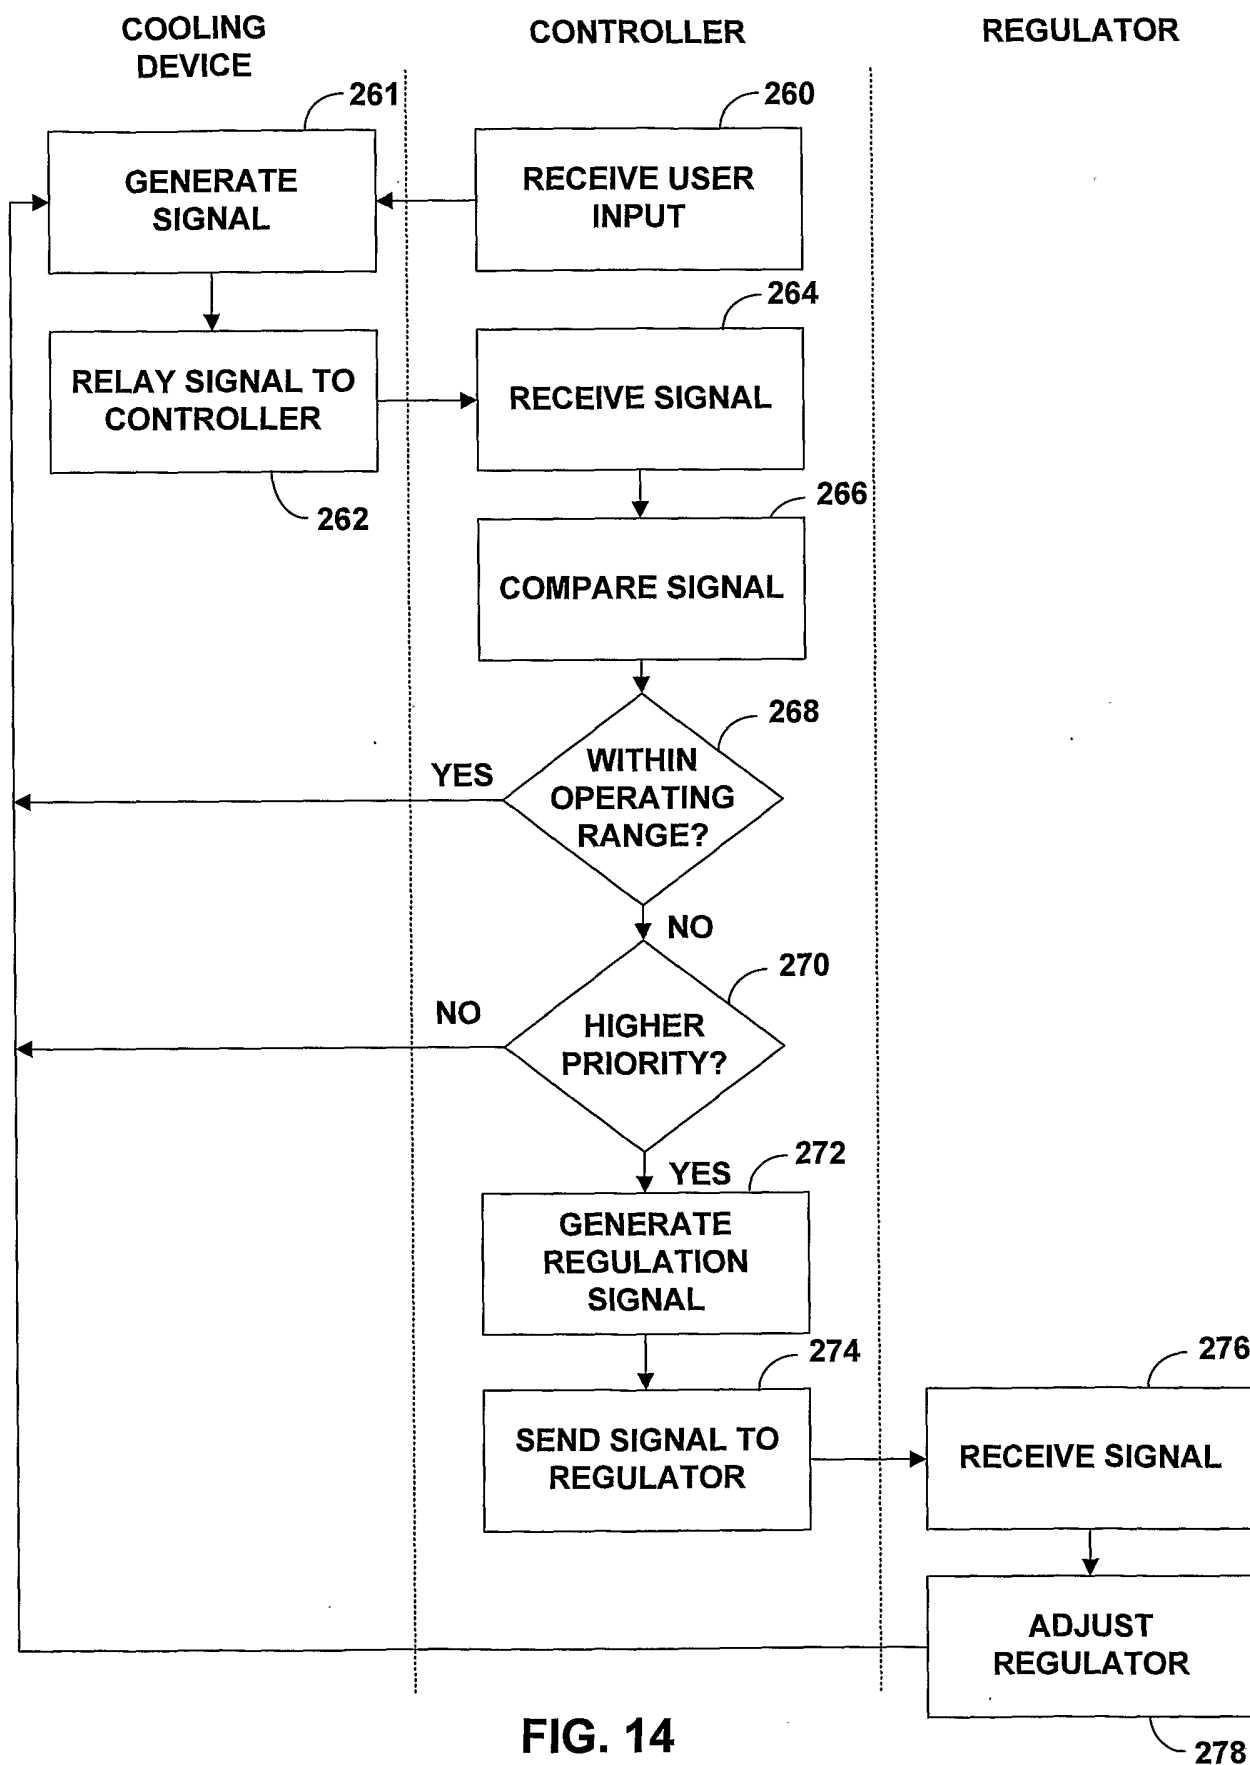 COOLING
DEVICE
CONTROLLER
REGULATOR
261
260
GENERATE
SIGNAL
RECEIVE USER
INPUT
264
RELAY SIGNAL TO
CONTROLLER
RECEIVE SIGNAL
262
266
COMPARE SIGNAL
268
YES
WITHIN
OPERATING
RANGE?
NO
270
NO
HIGHER
PRIORITY?
YES
272
GENERATE
REGULATION
SIGNAL
274
276
SEND SIGNAL TO
REGULATOR
RECEIVE SIGNAL
ADJUST
REGULATOR
278
FIG. 14